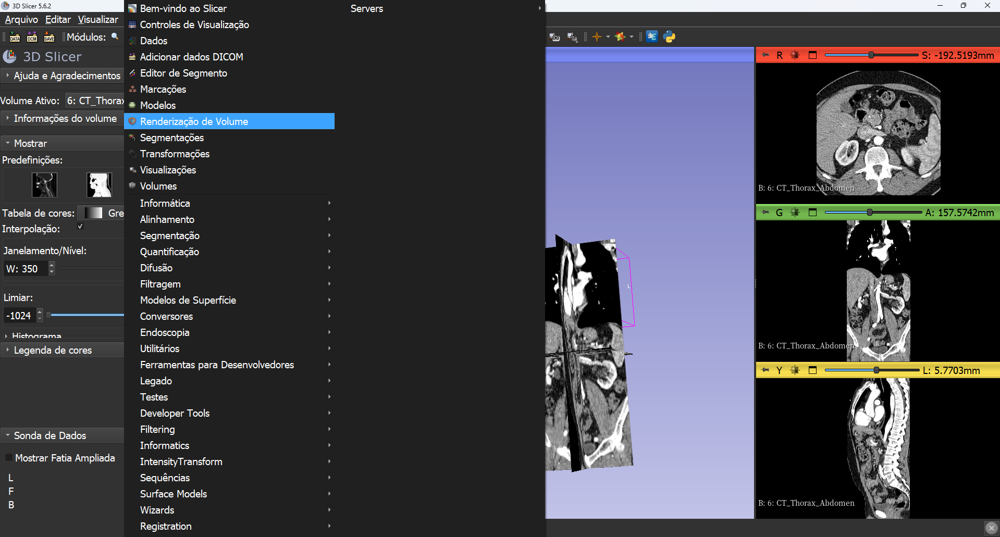 3D Slicer 5.6.2
Arquivo Editar Visualizar
DATA DCM SAVE Módulos:
3D Slicer
Ajuda e Agradecimentos
Volume Ativo: 6: CT_Thorax
Informações do volume
Mostrar
Predefinições:
Tabela de cores: Gre
Interpolação:
Janelamento/Nível:
W: 350
Limiar:
-1024
Histograma
Legenda de cores
Sonda de Dados
Mostrar Fatia Ampliada
L
F
B
Bem-vindo ao Slicer
Controles de Visualização
Dados
Adicionar dados DICOM
Editor de Segmento
Marcações
Modelos
Renderização de Volume
Segmentações
Transformações
Visualizações
Volumes
Informática
Alinhamento
Segmentação
Quantificação
Difusão
Filtragem
Modelos de Superfície
Conversores
Endoscopia
Utilitários
Ferramentas para Desenvolvedores
Legado
Testes
Developer Tools
Filtering
Informatics
IntensityTransform
Sequências
Surface Models
Wizards
Registration
Servers
L
R S: -192.5193mm
B: 6: CT_Thorax_Abdomen
G A: 157.5742mm
B: 6: CT_Thorax_Abdomen
Y L: 5.7703mm
B: 6: CT_Thorax_Abdomen